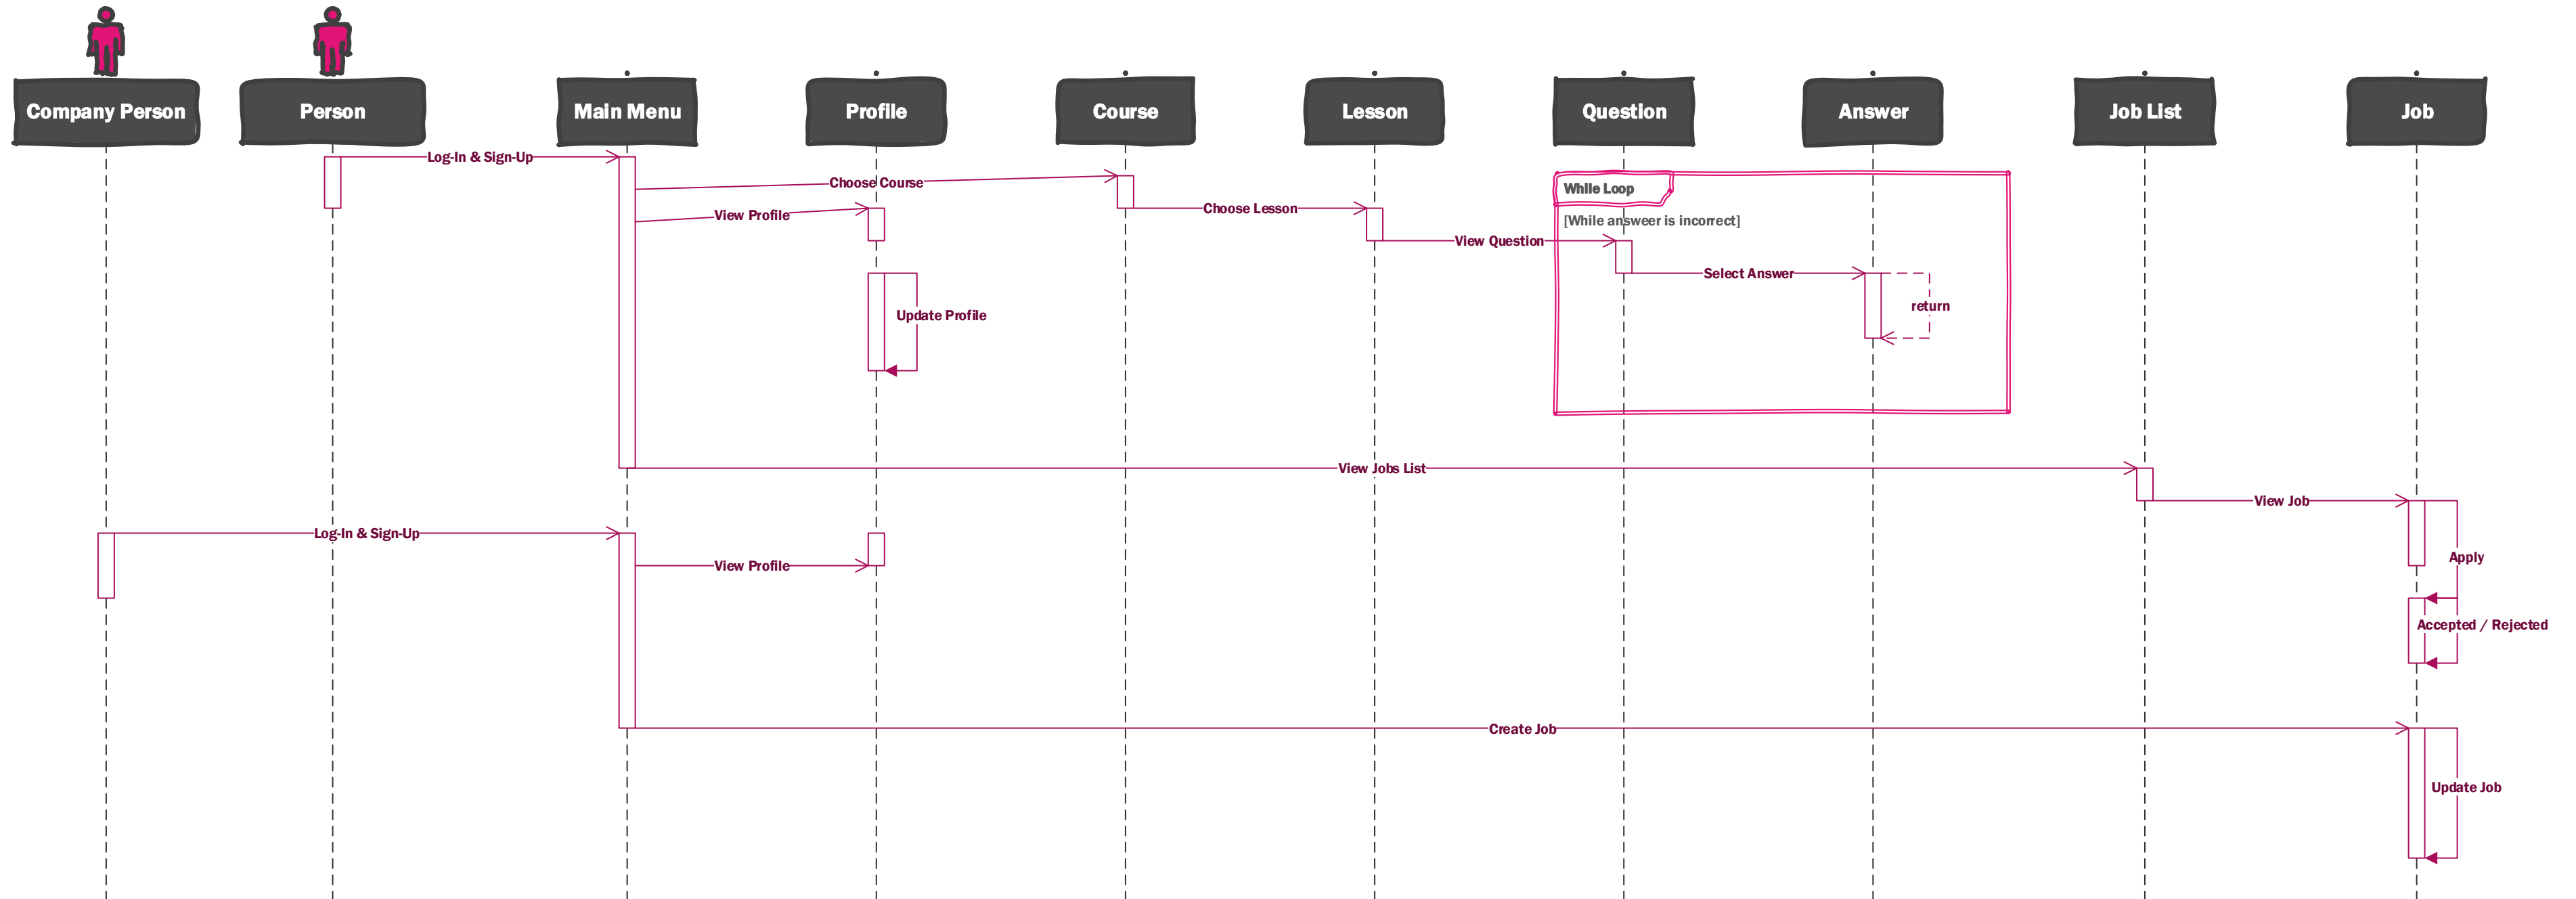 Company Person
Person
Main Menu
Profile
Course
Lesson
Question
Answer
Job List
Job
Log-In & Sign-Up
Choose Course
While Loop
Choose Lesson
View Profile
[While answeer is incorrect]
View Question
Select Answer
return
Update Profile
View Jobs List
View Job
Log-In & Sign-Up
Apply
View Profile
Accepted / Rejected
Create Job
Update Job